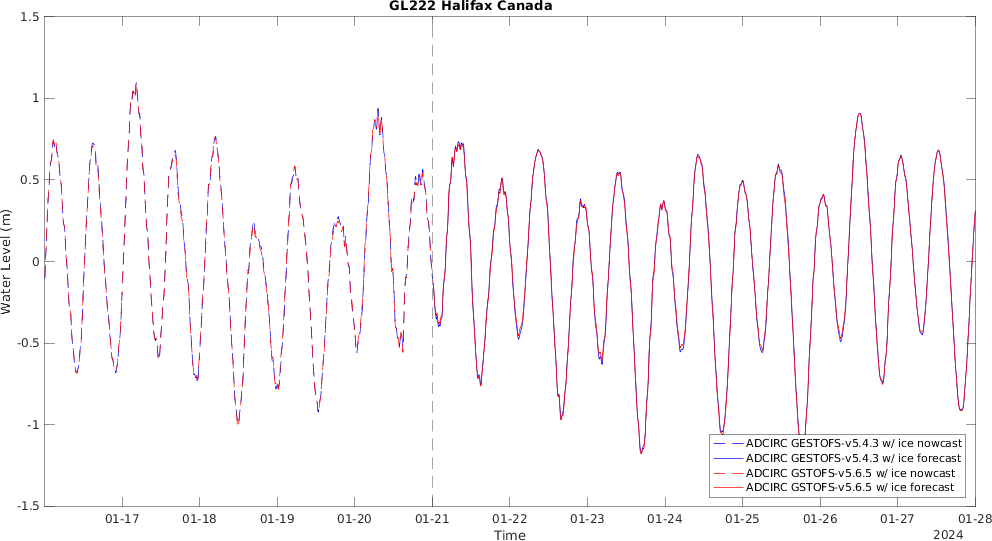 GL222 Halifax Canada
1.5
1
0.5
0
-0.5
-1
-1.5
Water Level (m)
ADCIRC GESTOFS-v5.4.3 w/ ice nowcast
ADCIRC GESTOFS-v5.4.3 w/ ice forecast
ADCIRC GSTOFS-v5.6.5 w/ ice nowcast
ADCIRC GSTOFS-v5.6.5 w/ ice forecast
01-17 01-18 01-19 01-20 01-21 01-22 01-23 01-24 01-25 01-26 01-27 01-28
Time
2024